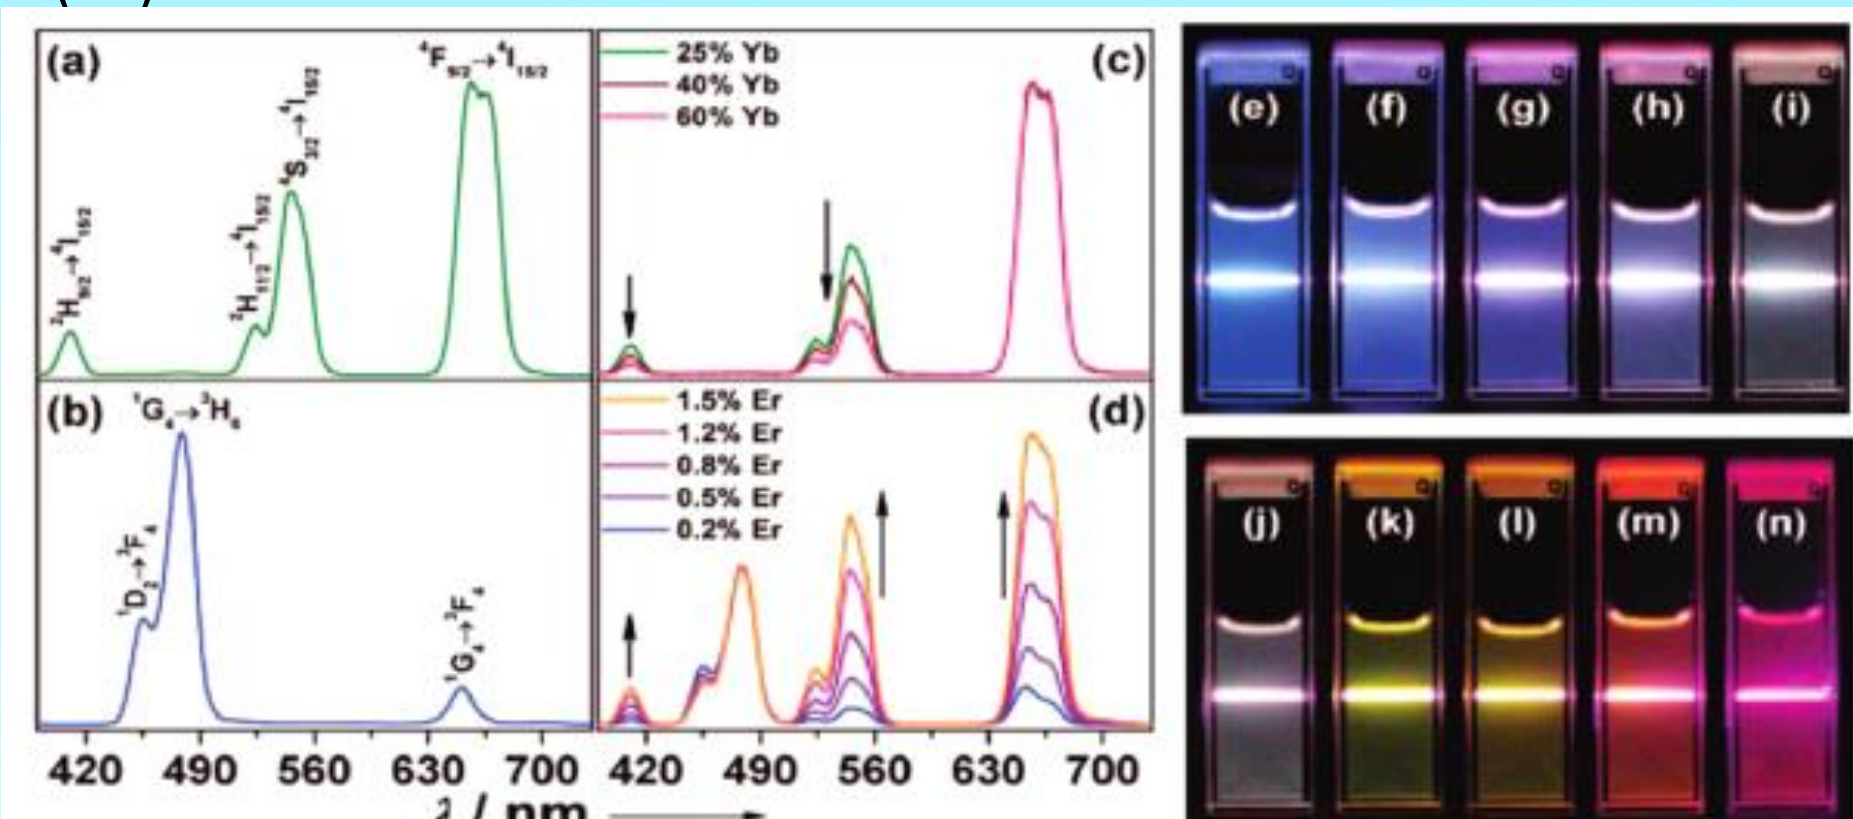 (a)
⁴F₉/₂→⁴I₁₅/₂
⁴S₃/₂→⁴I₁₅/₂
²H₁₁/₂→⁴I₁₅/₂
²H₉/₂→⁴I₁₅/₂
(b)
¹G₄→³H₆
¹D₂→³F₄
¹G₄→³F₄
420 490 560 630 700
(c)
25% Yb
40% Yb
60% Yb
(d)
1.5% Er
1.2% Er
0.8% Er
0.5% Er
0.2% Er
420 490 560 630 700
λ / nm
(e) (f) (g) (h) (i)
(j) (k) (l) (m) (n)